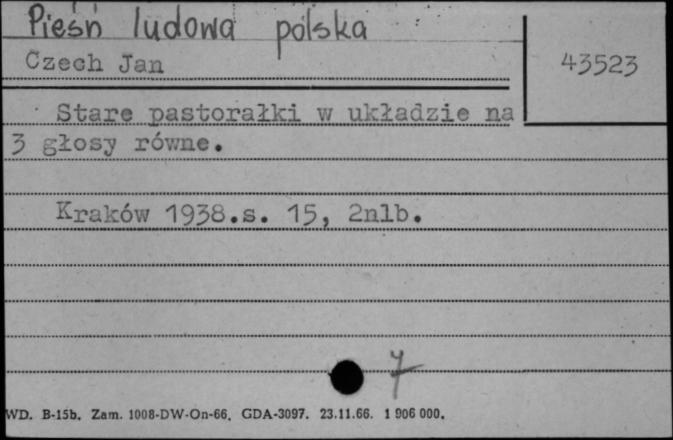 Pieśń ludowa polska
Czech Jan
43523
Stare pastorałki w układzie na
3 głosy równe.
Kraków 1938.s. 15, 2nlb.
7
WD. B-15b. Zam. 1008-DW-On-66. GDA-3097. 23.11.66. 1 906 000.